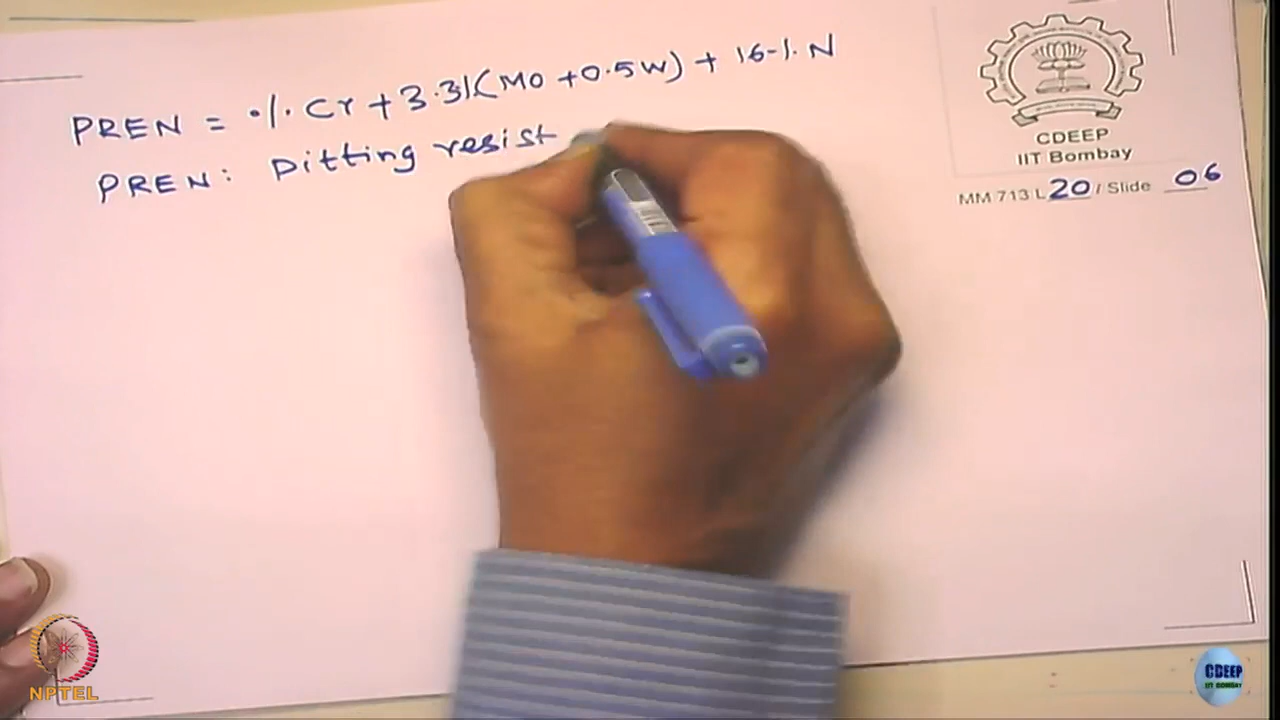 PREN = % Cr + 3.3%(Mo + 0.5W) + 16 % N
PREN: Pitting resist
CDEEP
IIT Bombay
MM 713 L 20 / Slide 06
NPTEL
CDEEP
IIT BOMBAY